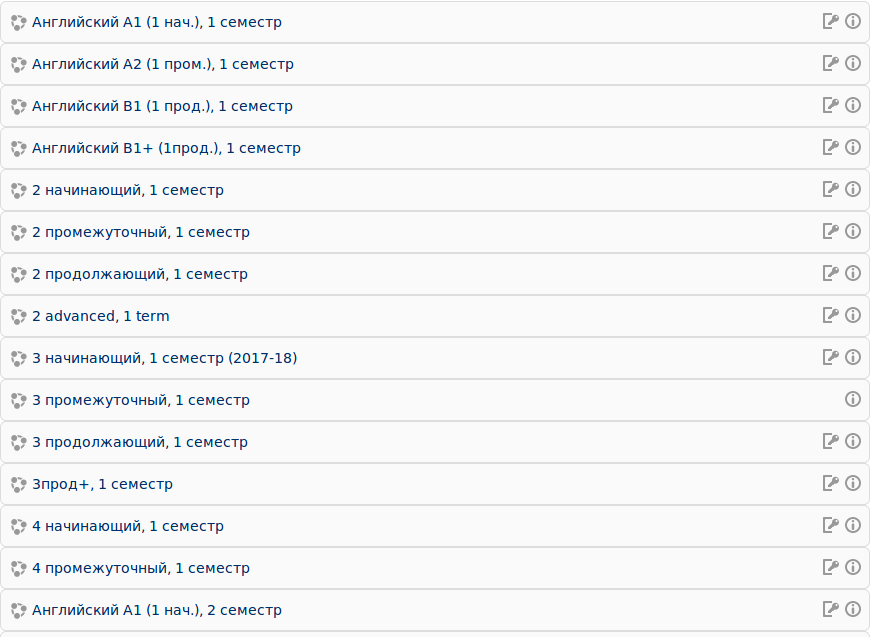 Английский А1 (1 нач.), 1 семестр
Английский А2 (1 пром.), 1 семестр
Английский В1 (1 прод.), 1 семестр
Английский В1+ (1прод.), 1 семестр
2 начинающий, 1 семестр
2 промежуточный, 1 семестр
2 продолжающий, 1 семестр
2 advanced, 1 term
3 начинающий, 1 семестр (2017-18)
3 промежуточный, 1 семестр
3 продолжающий, 1 семестр
3прод+, 1 семестр
4 начинающий, 1 семестр
4 промежуточный, 1 семестр
Английский А1 (1 нач.), 2 семестр